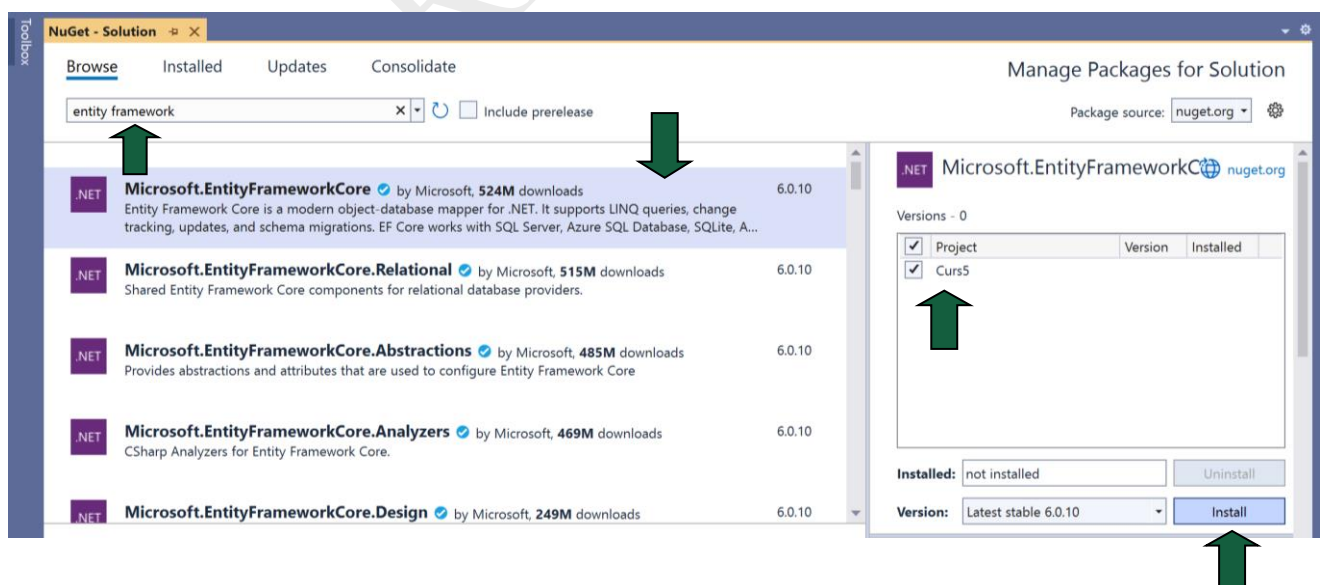 Toolbox
NuGet - Solution
Browse Installed Updates Consolidate
Manage Packages for Solution
entity framework
Include prerelease
Package source: nuget.org
.NET
Microsoft.EntityFrameworkCore by Microsoft, 524M downloads
6.0.10
Entity Framework Core is a modern object-database mapper for .NET. It supports LINQ queries, change
tracking, updates, and schema migrations. EF Core works with SQL Server, Azure SQL Database, SQLite, A...
.NET
Microsoft.EntityFrameworkCore.Relational by Microsoft, 515M downloads
6.0.10
Shared Entity Framework Core components for relational database providers.
.NET
Microsoft.EntityFrameworkCore.Abstractions by Microsoft, 485M downloads
6.0.10
Provides abstractions and attributes that are used to configure Entity Framework Core
.NET
Microsoft.EntityFrameworkCore.Analyzers by Microsoft, 469M downloads
6.0.10
CSharp Analyzers for Entity Framework Core.
.NET
Microsoft.EntityFrameworkCore.Design by Microsoft, 249M downloads
6.0.10
.NET
Microsoft.EntityFrameworkC
nuget.org
Versions - 0
Project Version Installed
Curs5
Installed: not installed
Uninstall
Version: Latest stable 6.0.10
Install